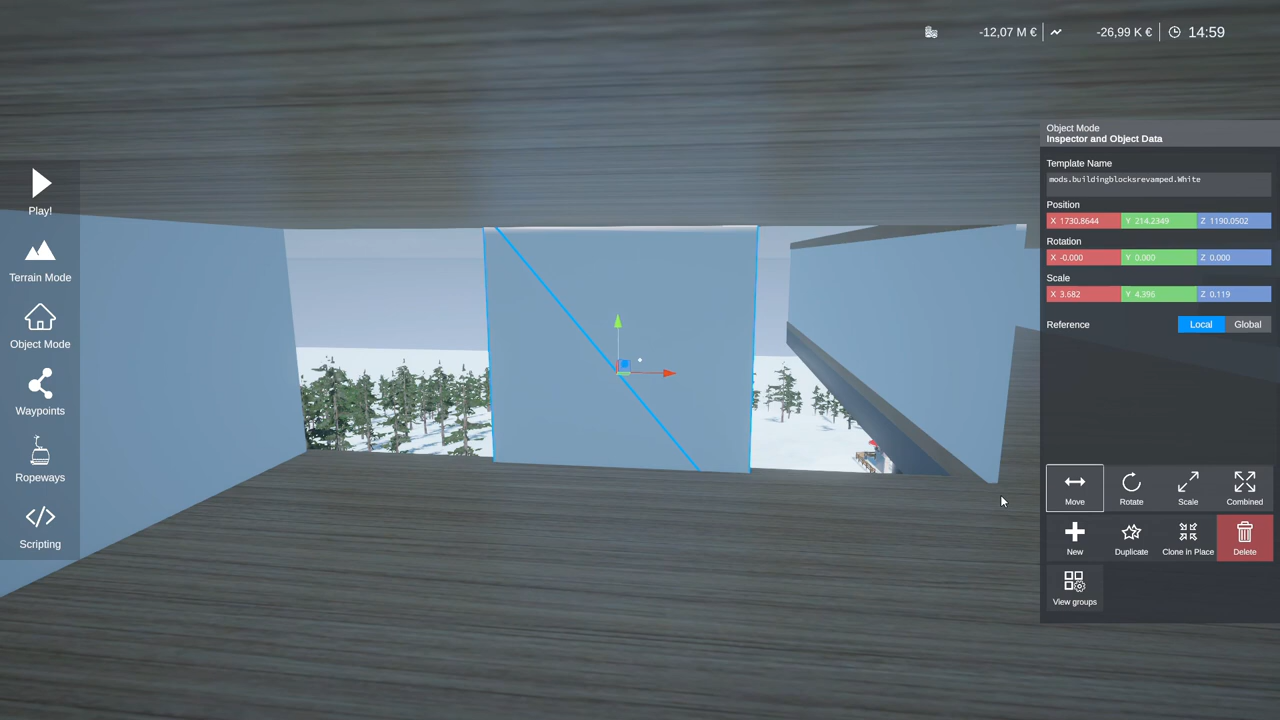 -12,07 M €
-26,99 K €
14:59
Play!
Terrain Mode
Object Mode
Waypoints
Ropeways
Scripting
Object Mode
Inspector and Object Data
Template Name
mods.buildingblocksrevamped.White
Position
X 1730.8644 Y 214.2349 Z 1190.0502
Rotation
X -0.000 Y 0.000 Z 0.000
Scale
X 3.682 Y 4.396 Z 0.119
Reference Local Global
Move Rotate Scale Combined
New Duplicate Clone in Place Delete
View groups